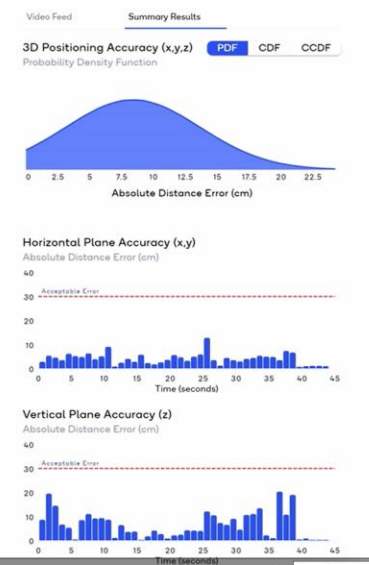 Video Feed Summary Results
3D Positioning Accuracy (x,y,z) PDF CDF CCDF
Probability Density Function
0 2.5 5 7.5 10 12.5 15 17.5 20 22.5
Absolute Distance Error (cm)
Horizontal Plane Accuracy (x,y)
Absolute Distance Error (cm)
40
Acceptable Error
30
20
10
0
0 5 10 15 20 25 30 35 40 45
Time (seconds)
Vertical Plane Accuracy (z)
Absolute Distance Error (cm)
40
Acceptable Error
30
20
10
0
0 5 10 15 20 25 30 35 40 45
Time (seconds)